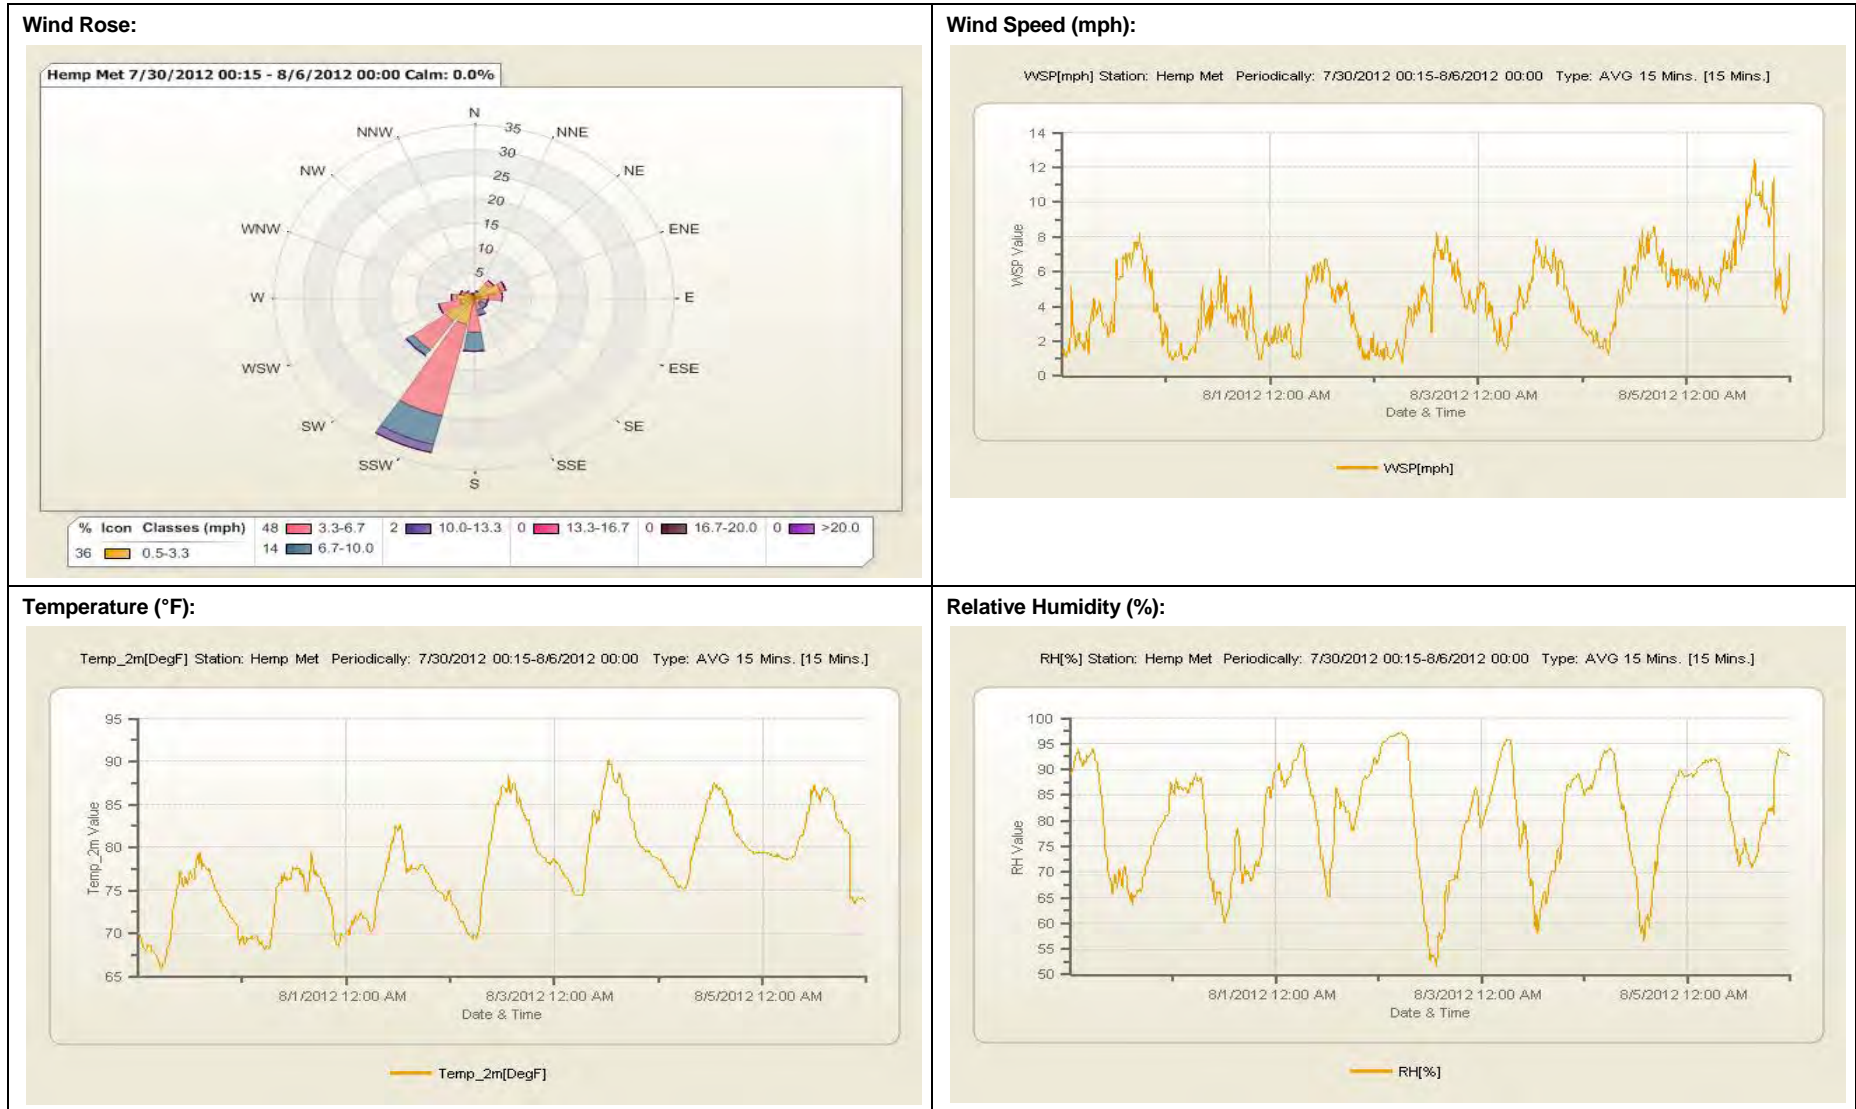 Wind Rose:
Hemp Met 7/30/2012 00:15 - 8/6/2012 00:00 Calm: 0.0%
N
NNE
NE
ENE
E
ESE
SE
SSE
S
SSW
SW
WSW
W
WNW
NW
NNW
35
30
25
20
15
10
5
% Icon Classes (mph)
36 0.5-3.3
48 3.3-6.7
14 6.7-10.0
2 10.0-13.3
0 13.3-16.7
0 16.7-20.0
0 >20.0
Wind Speed (mph):
WSP[mph] Station: Hemp Met Periodically: 7/30/2012 00:15-8/6/2012 00:00 Type: AVG 15 Mins. [15 Mins.]
WSP Value
14
12
10
8
6
4
2
0
8/1/2012 12:00 AM 8/3/2012 12:00 AM 8/5/2012 12:00 AM
Date & Time
WSP[mph]
Temperature (°F):
Temp_2m[DegF] Station: Hemp Met Periodically: 7/30/2012 00:15-8/6/2012 00:00 Type: AVG 15 Mins. [15 Mins.]
Temp_2m Value
95
90
85
80
75
70
65
8/1/2012 12:00 AM 8/3/2012 12:00 AM 8/5/2012 12:00 AM
Date & Time
Temp_2m[DegF]
Relative Humidity (%):
RH[%] Station: Hemp Met Periodically: 7/30/2012 00:15-8/6/2012 00:00 Type: AVG 15 Mins. [15 Mins.]
RH Value
100
95
90
85
80
75
70
65
60
55
50
8/1/2012 12:00 AM 8/3/2012 12:00 AM 8/5/2012 12:00 AM
Date & Time
RH[%]